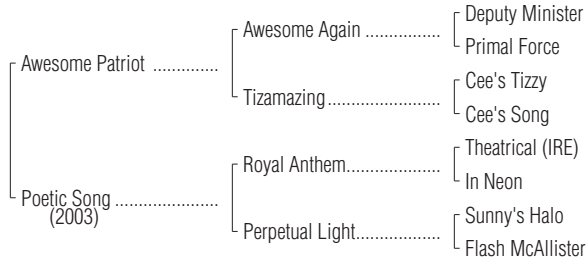 Deputy Minister
Awesome Again ..................
Primal Force
Awesome Patriot ..............
Cee's Tizzy
Tizamazing..........................
Cee's Song
Theatrical (IRE)
Royal Anthem......................
In Neon
Poetic Song ......................
(2003)
Sunny's Halo
Perpetual Light ...................
Flash McAllister